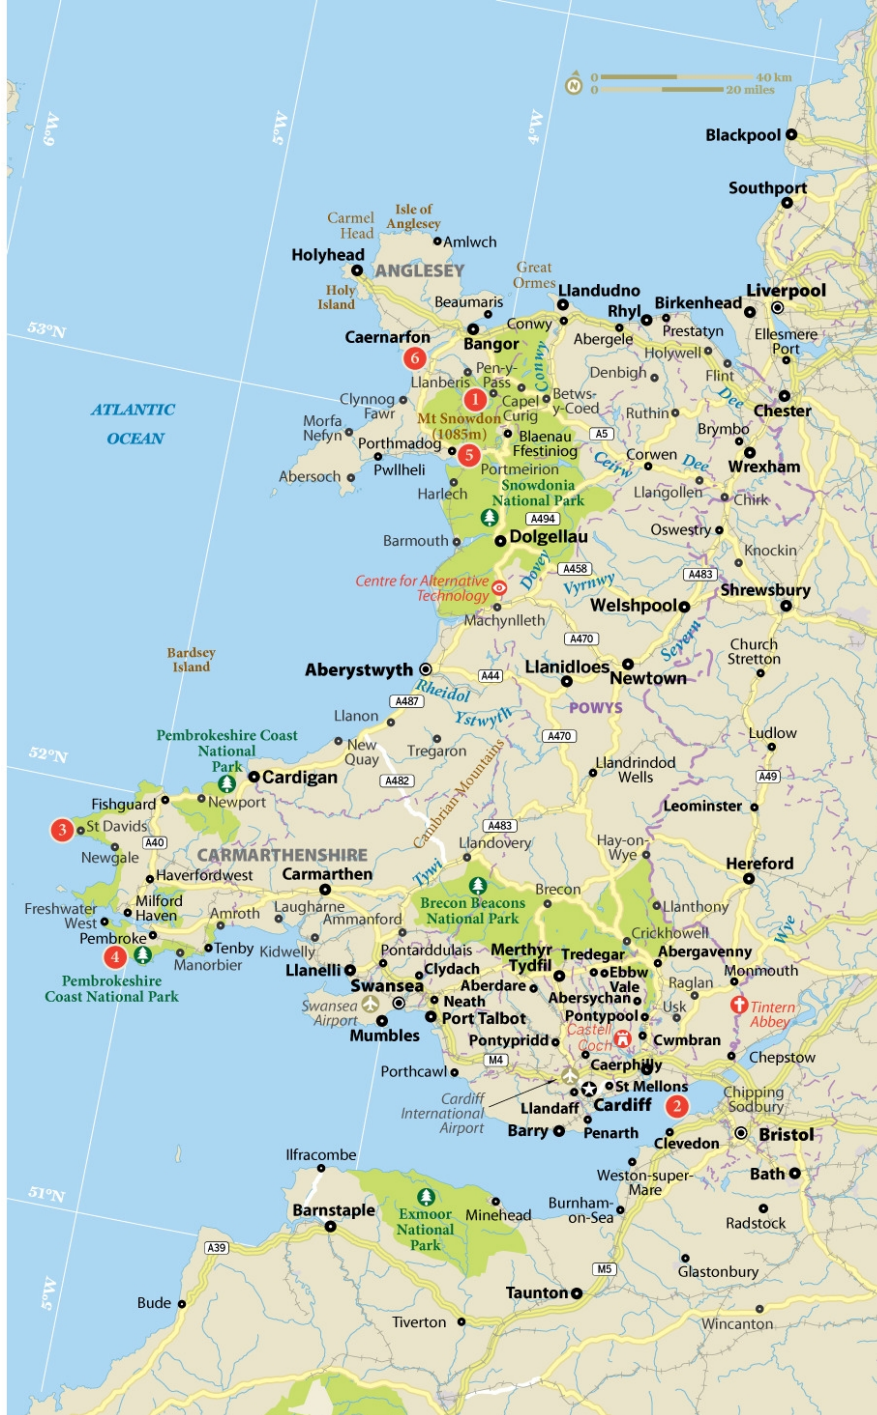 0 40 km
0 20 miles
6°W
5°W
4°W
Blackpool
Southport
Isle of
Anglesey
Carmel
Head
Amlwch
Holyhead
ANGLESEY
Great
Ormes
Holy
Island
Beaumaris
Llandudno
Rhyl
Birkenhead
Liverpool
53°N
Caernarfon
Bangor
Conwy
Abergele
Prestatyn
Ellesmere
Port
Holywell
6
Llanberis
Pen-y-
Pass
Conwy
Denbigh
Flint
Dee
Clynnog
Fawr
1
Capel
Curig
Betws-
y-Coed
Ruthin
Chester
ATLANTIC
OCEAN
Morfa
Nefyn
Mt Snowdon
(1085m)
A5
Brymbo
Porthmadog
5
Blaenau
Ffestiniog
Corwen
Ceirw
Dee
Wrexham
Pwllheli
Portmeirion
Abersoch
Harlech
Snowdonia
National Park
Llangollen
Chirk
A494
Oswestry
Barmouth
Dolgellau
Knockin
Centre for Alternative
Technology
Dovey
A458
Vyrnwy
A483
Shrewsbury
Welshpool
Machynlleth
A470
Severn
Church
Stretton
Bardsey
Island
Aberystwyth
A44
Llanidloes
Newtown
Rheidol
A487
POWYS
Llanon
Ystwyth
Pembrokeshire Coast
National
Park
New
Quay
Tregaron
A470
Ludlow
52°N
Cardigan
A482
Cambrian Mountains
Llandrindod
Wells
A49
Fishguard
Newport
Leominster
3
St Davids
A40
A483
Newgale
CARMARTHENSHIRE
Llandovery
Hay-on-
Wye
Hereford
Haverfordwest
Carmarthen
Tywi
Brecon
Freshwater
West
Milford
Haven
Amroth
Laugharne
Ammanford
Brecon Beacons
National Park
Llanthony
Wye
Pembroke
Tenby
Kidwelly
Pontarddulais
Crickhowell
4
Manorbier
Merthyr
Tydfil
Tredegar
Abergavenny
Pembrokeshire
Coast National Park
Llanelli
Clydach
Ebbw
Vale
Monmouth
Swansea
Aberdare
Raglan
Swansea
Airport
Neath
Abersychan
Usk
Tintern
Abbey
Port Talbot
Pontypool
Mumbles
Pontypridd
Castell
Coch
Cwmbran
M4
Caerphilly
Chepstow
Porthcawl
St Mellons
Chipping
Sodbury
Cardiff
International
Airport
Llandaff
Cardiff
2
Barry
Penarth
Clevedon
Bristol
Ilfracombe
Weston-super-
Mare
Bath
51°N
Barnstaple
Exmoor
National
Park
Minehead
Burnham-
on-Sea
Radstock
A39
M5
Glastonbury
5°W
Bude
Taunton
Tiverton
Wincanton
N